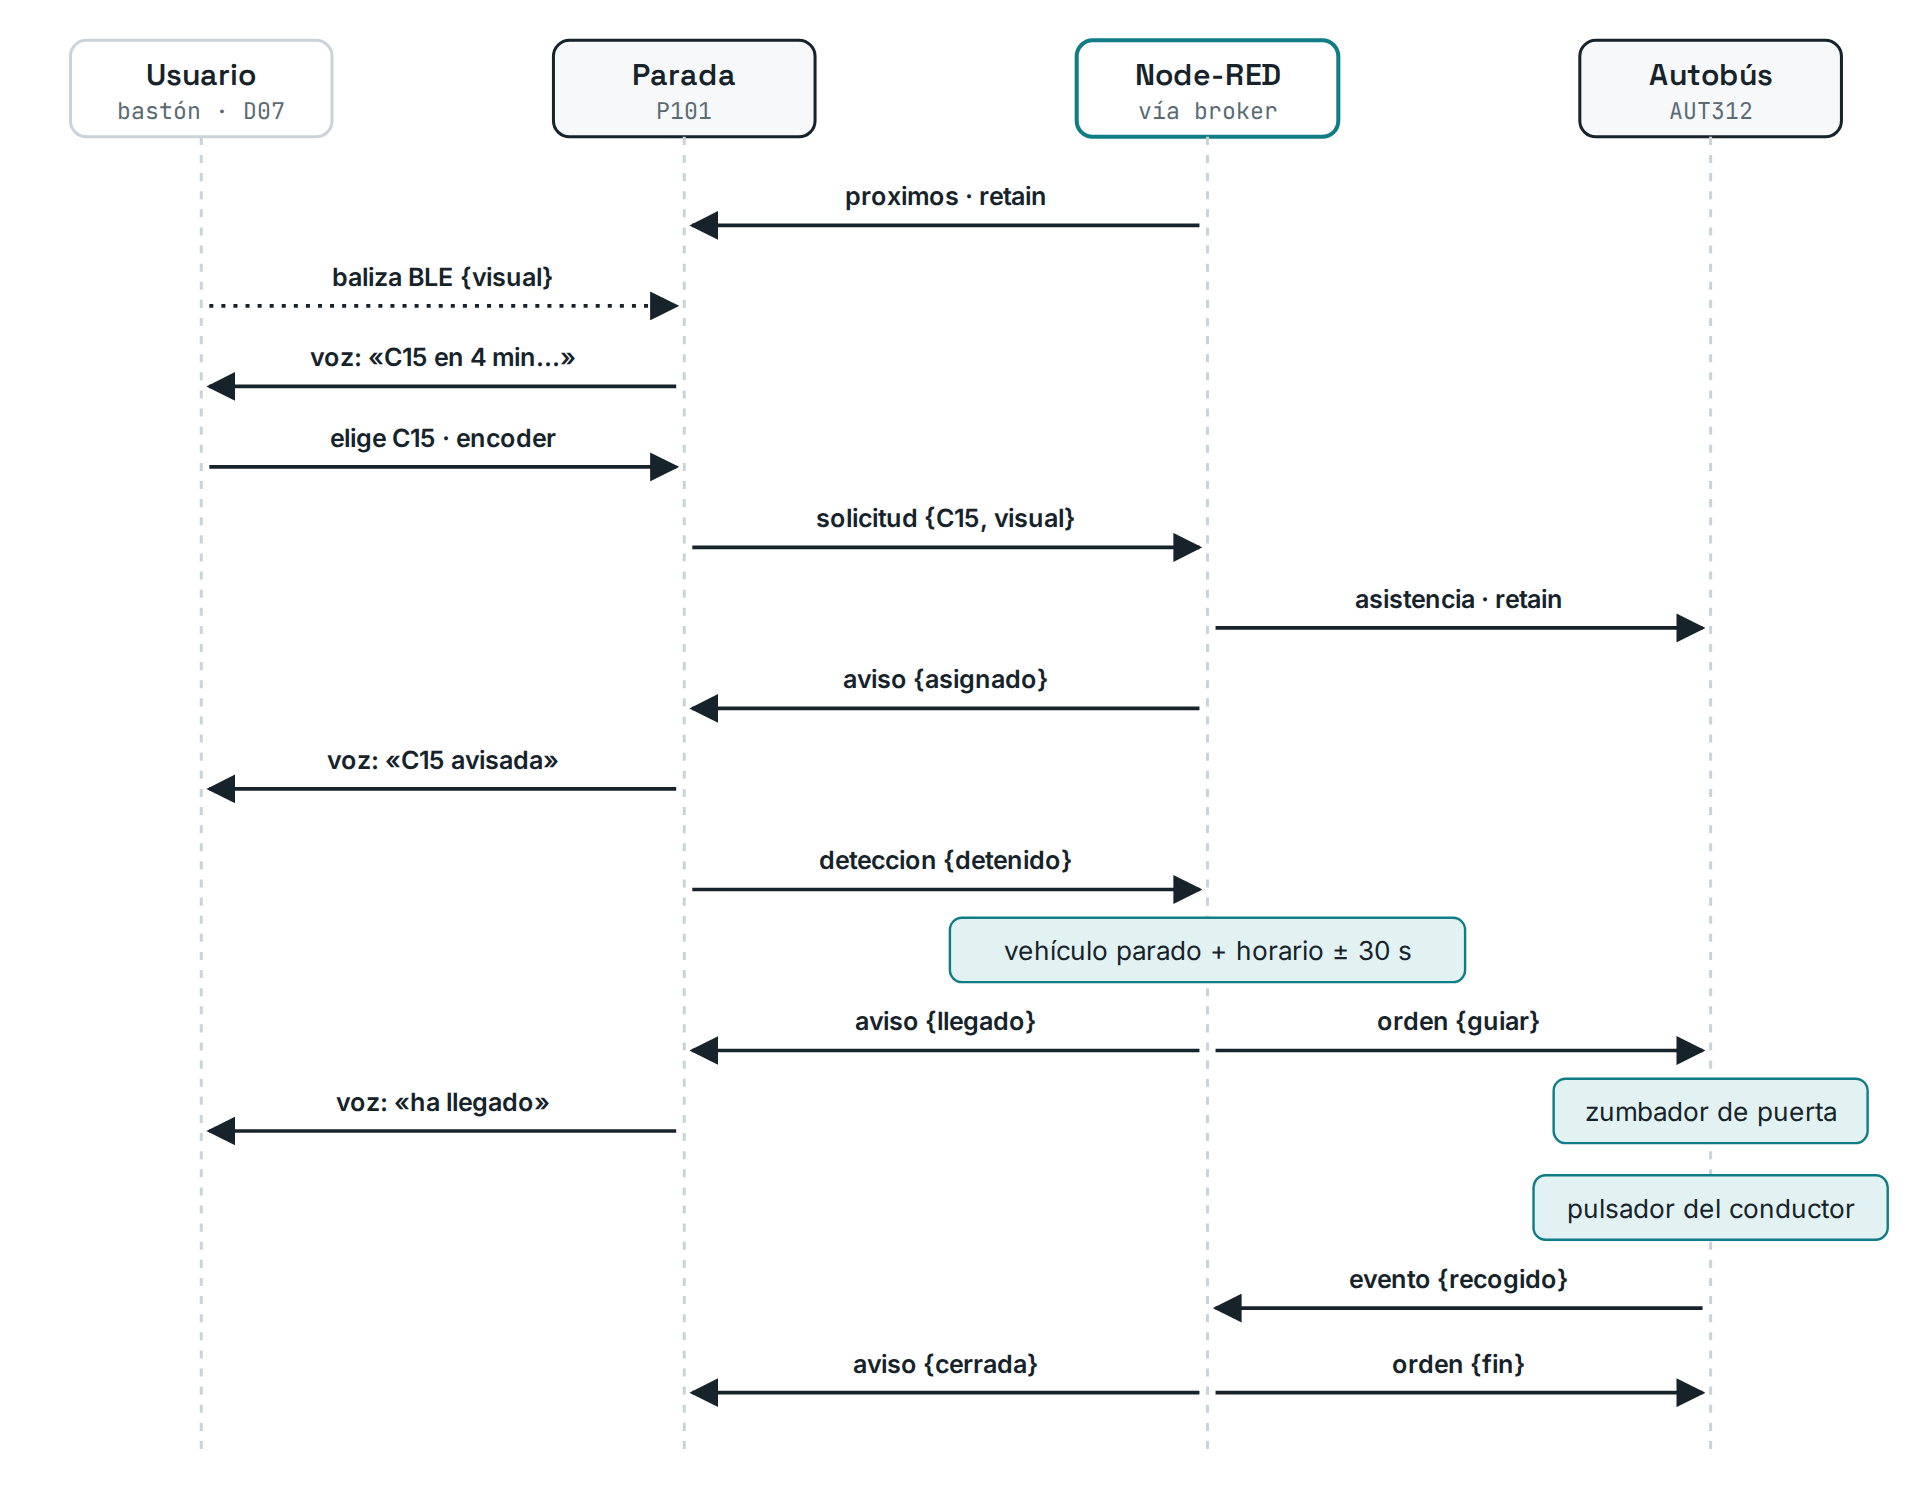 Usuario
bastón · D07
Parada
P101
Node-RED
vía broker
Autobús
AUT312
proximos · retain
baliza BLE {visual}
voz: «C15 en 4 min…»
elige C15 · encoder
solicitud {C15, visual}
asistencia · retain
aviso {asignado}
voz: «C15 avisada»
deteccion {detenido}
vehículo parado + horario ± 30 s
aviso {llegado}
orden {guiar}
voz: «ha llegado»
zumbador de puerta
pulsador del conductor
evento {recogido}
aviso {cerrada}
orden {fin}